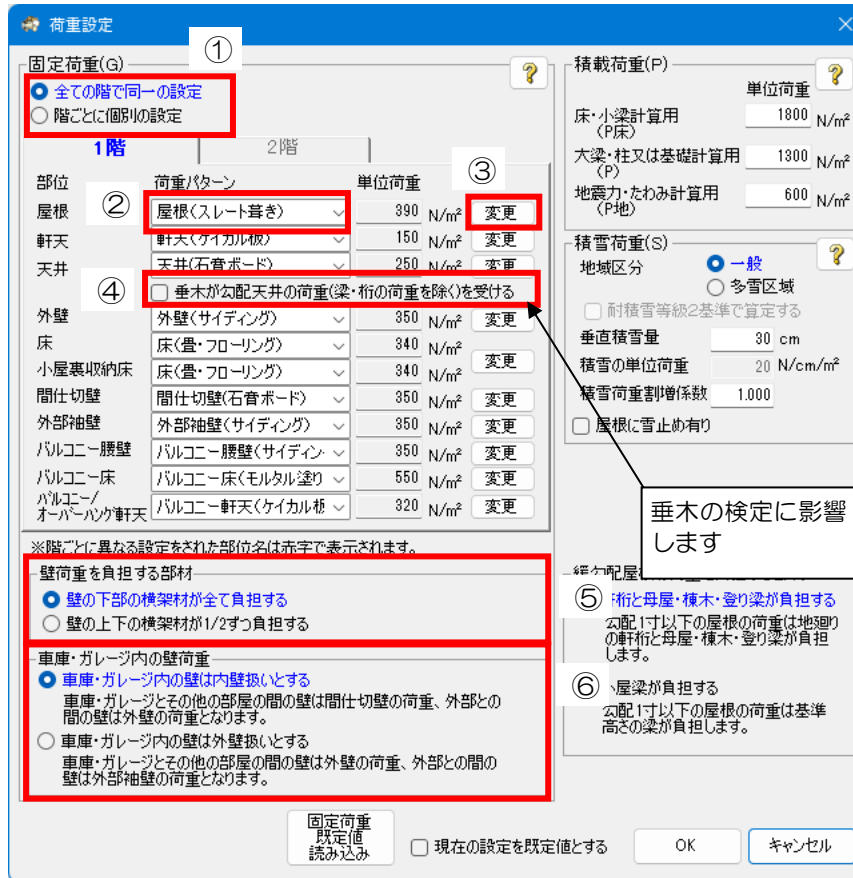 荷重設定
①
固定荷重(G)
全ての階で同一の設定
階ごとに個別の設定
1階
2階
部位
荷重パターン
単位荷重
③
屋根
②
屋根(スレート葺き)
390 N/m²
変更
軒天
軒天(ケイカル板)
150 N/m²
変更
天井
天井(石膏ボード)
250 N/m²
変更
④
垂木が勾配天井の荷重(梁・桁の荷重を除く)を受ける
外壁
外壁(サイディング)
350 N/m²
変更
床
床(畳・フローリング)
340 N/m²
変更
小屋裏収納床
床(畳・フローリング)
340 N/m²
間仕切壁
間仕切壁(石膏ボード)
350 N/m²
変更
外部袖壁
外部袖壁(サイディング)
350 N/m²
変更
バルコニー腰壁
バルコニー腰壁(サイディン
350 N/m²
変更
バルコニー床
バルコニー床(モルタル塗り
550 N/m²
変更
バルコニー/
オーバーハング軒天
バルコニー軒天(ケイカル板
320 N/m²
変更
※階ごとに異なる設定をされた部位名は赤字で表示されます。
壁荷重を負担する部材
壁の下部の横架材が全て負担する
壁の上下の横架材が1/2ずつ負担する
⑤
車庫・ガレージ内の壁荷重
車庫・ガレージ内の壁は内壁扱いとする
車庫・ガレージとその他の部屋の間の壁は間仕切壁の荷重、外部との
間の壁は外壁の荷重となります。
⑥
車庫・ガレージ内の壁は外壁扱いとする
車庫・ガレージとその他の部屋の間の壁は外壁の荷重、外部との間の
壁は外部袖壁の荷重となります。
積載荷重(P)
単位荷重
床・小梁計算用
(P床)
1800 N/m²
大梁・柱又は基礎計算用
(P)
1300 N/m²
地震力・たわみ計算用
(P地)
600 N/m²
積雪荷重(S)
地域区分
一般
多雪区域
耐積雪等級2基準で算定する
垂直積雪量
30 cm
積雪の単位荷重
20 N/cm/m²
積雪荷重割増係数
1.000
屋根に雪止め有り
垂木の検定に影響
します
緩勾配屋
軒桁と母屋・棟木・登り梁が負担する
勾配1寸以下の屋根の荷重は地廻り
の軒桁と母屋・棟木・登り梁が負担
します。
屋梁が負担する
勾配1寸以下の屋根の荷重は基準
高さの梁が負担します。
固定荷重
既定値
読み込み
現在の設定を既定値とする
OK
キャンセル